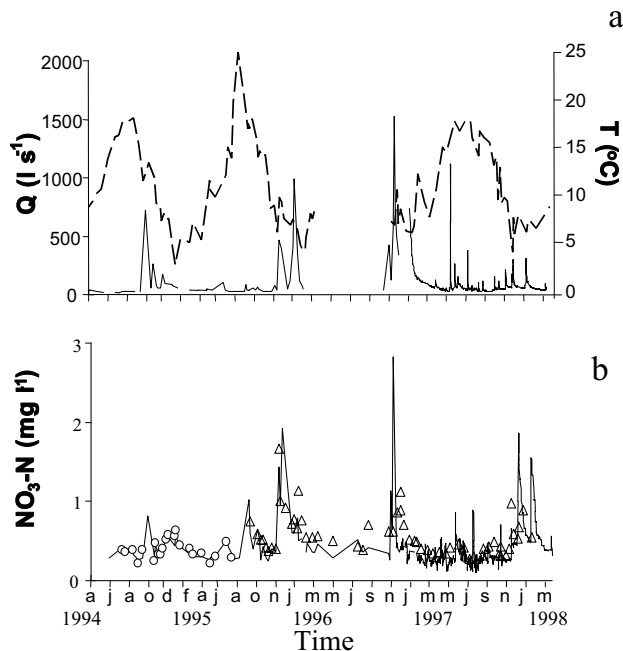 a
Q (l s⁻¹)
2000
1500
1000
500
0
T (ºC)
25
20
15
10
5
0
b
NO₃-N (mg l⁻¹)
3
2
1
0
a j a o d f a j a o n j m m j s n j m m j s n j m
1994 1995 1996 1997 1998
Time